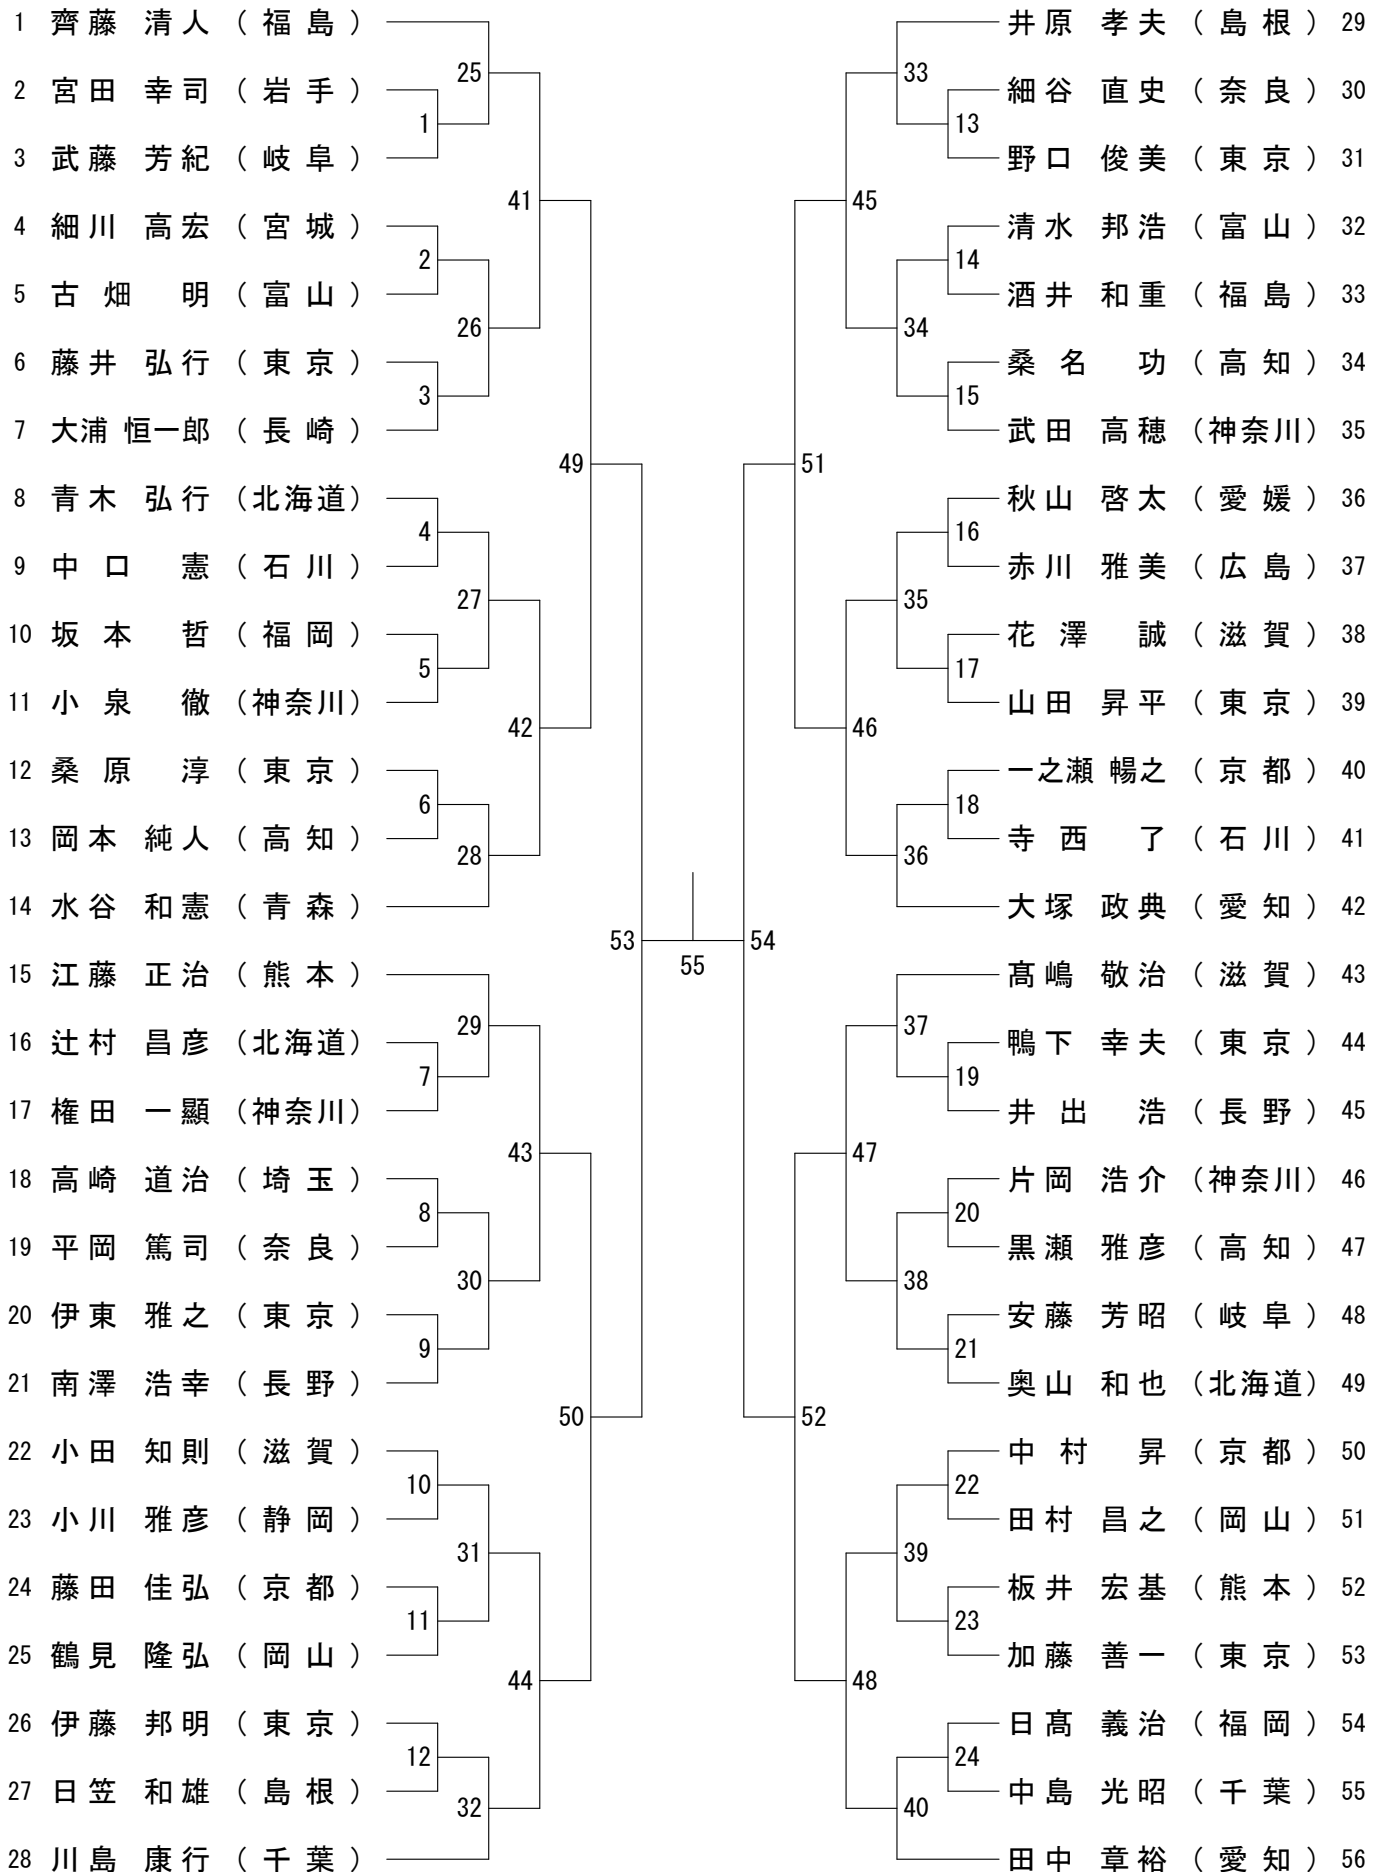 1 齊藤 清人 (福島)
2 宮田 幸司 (岩手)
3 武藤 芳紀 (岐阜)
4 細川 高宏 (宮城)
5 古畑 明 (富山)
6 藤井 弘行 (東京)
7 大浦 恒一郎 (長崎)
8 青木 弘行 (北海道)
9 中口 憲 (石川)
10 坂本 哲 (福岡)
11 小泉 徹 (神奈川)
12 桑原 淳 (東京)
13 岡本 純人 (高知)
14 水谷 和憲 (青森)
15 江藤 正治 (熊本)
16 辻村 昌彦 (北海道)
17 権田 一顯 (神奈川)
18 高崎 道治 (埼玉)
19 平岡 篤司 (奈良)
20 伊東 雅之 (東京)
21 南澤 浩幸 (長野)
22 小田 知則 (滋賀)
23 小川 雅彦 (静岡)
24 藤田 佳弘 (京都)
25 鶴見 隆弘 (岡山)
26 伊藤 邦明 (東京)
27 日笠 和雄 (島根)
28 川島 康行 (千葉)
1
2
3
4
5
6
7
8
9
10
11
12
25
26
27
28
29
30
31
32
41
42
43
44
49
50
53
55
54
51
52
45
46
47
48
33
34
35
36
37
38
39
40
13
14
15
16
17
18
19
20
21
22
23
24
井原 孝夫 (島根) 29
細谷 直史 (奈良) 30
野口 俊美 (東京) 31
清水 邦浩 (富山) 32
酒井 和重 (福島) 33
桑名 功 (高知) 34
武田 高穂 (神奈川) 35
秋山 啓太 (愛媛) 36
赤川 雅美 (広島) 37
花澤 誠 (滋賀) 38
山田 昇平 (東京) 39
一之瀬 暢之 (京都) 40
寺西 了 (石川) 41
大塚 政典 (愛知) 42
髙嶋 敬治 (滋賀) 43
鴨下 幸夫 (東京) 44
井出 浩 (長野) 45
片岡 浩介 (神奈川) 46
黒瀬 雅彦 (高知) 47
安藤 芳昭 (岐阜) 48
奥山 和也 (北海道) 49
中村 昇 (京都) 50
田村 昌之 (岡山) 51
板井 宏基 (熊本) 52
加藤 善一 (東京) 53
日髙 義治 (福岡) 54
中島 光昭 (千葉) 55
田中 章裕 (愛知) 56